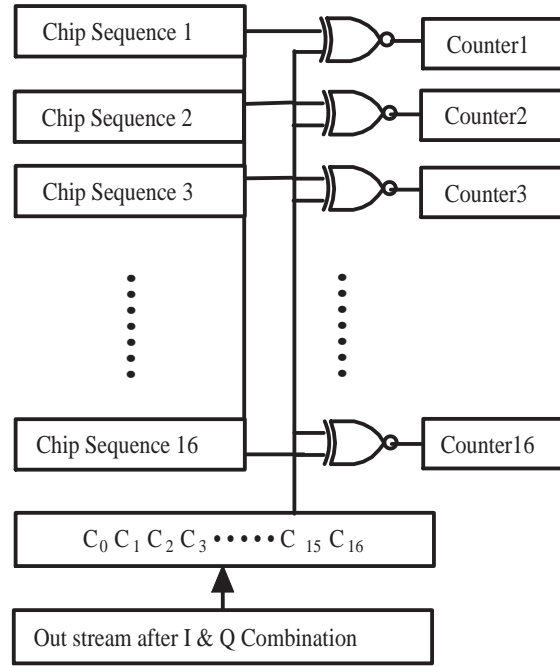 Chip Sequence 1
Counter1
Chip Sequence 2
Counter2
Chip Sequence 3
Counter3
Chip Sequence 16
Counter16
C0 C1 C2 C3 ····· C 15 C16
Out stream after I & Q Combination